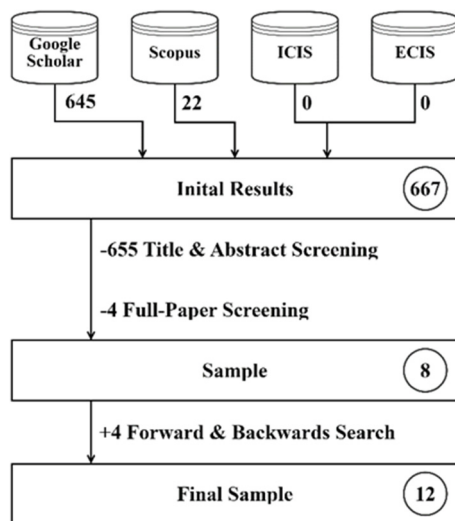 Google
Scholar
Scopus
ICIS
ECIS
645
22
0
0
Inital Results
667
-655 Title & Abstract Screening
-4 Full-Paper Screening
Sample
8
+4 Forward & Backwards Search
Final Sample
12